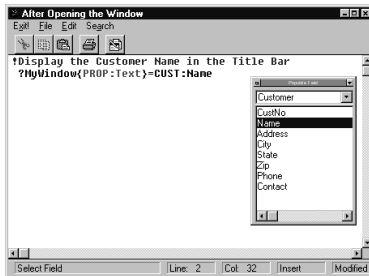 After Opening the Window
Exit! File Edit Search
!Display the Customer Name in the Title Bar
?MyWindow{PROP:Text}=CUST:Name
Populate Field
Customer
CustNo
Name
Address
City
State
Zip
Phone
Contact
Select Field Line: 2 Col: 32 Insert Modified